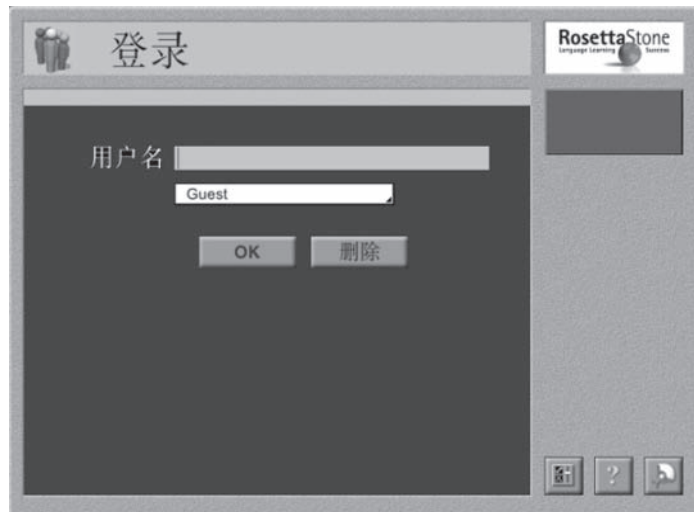 登录
RosettaStone
Language Learning Success
用户名
Guest
OK
删除
?